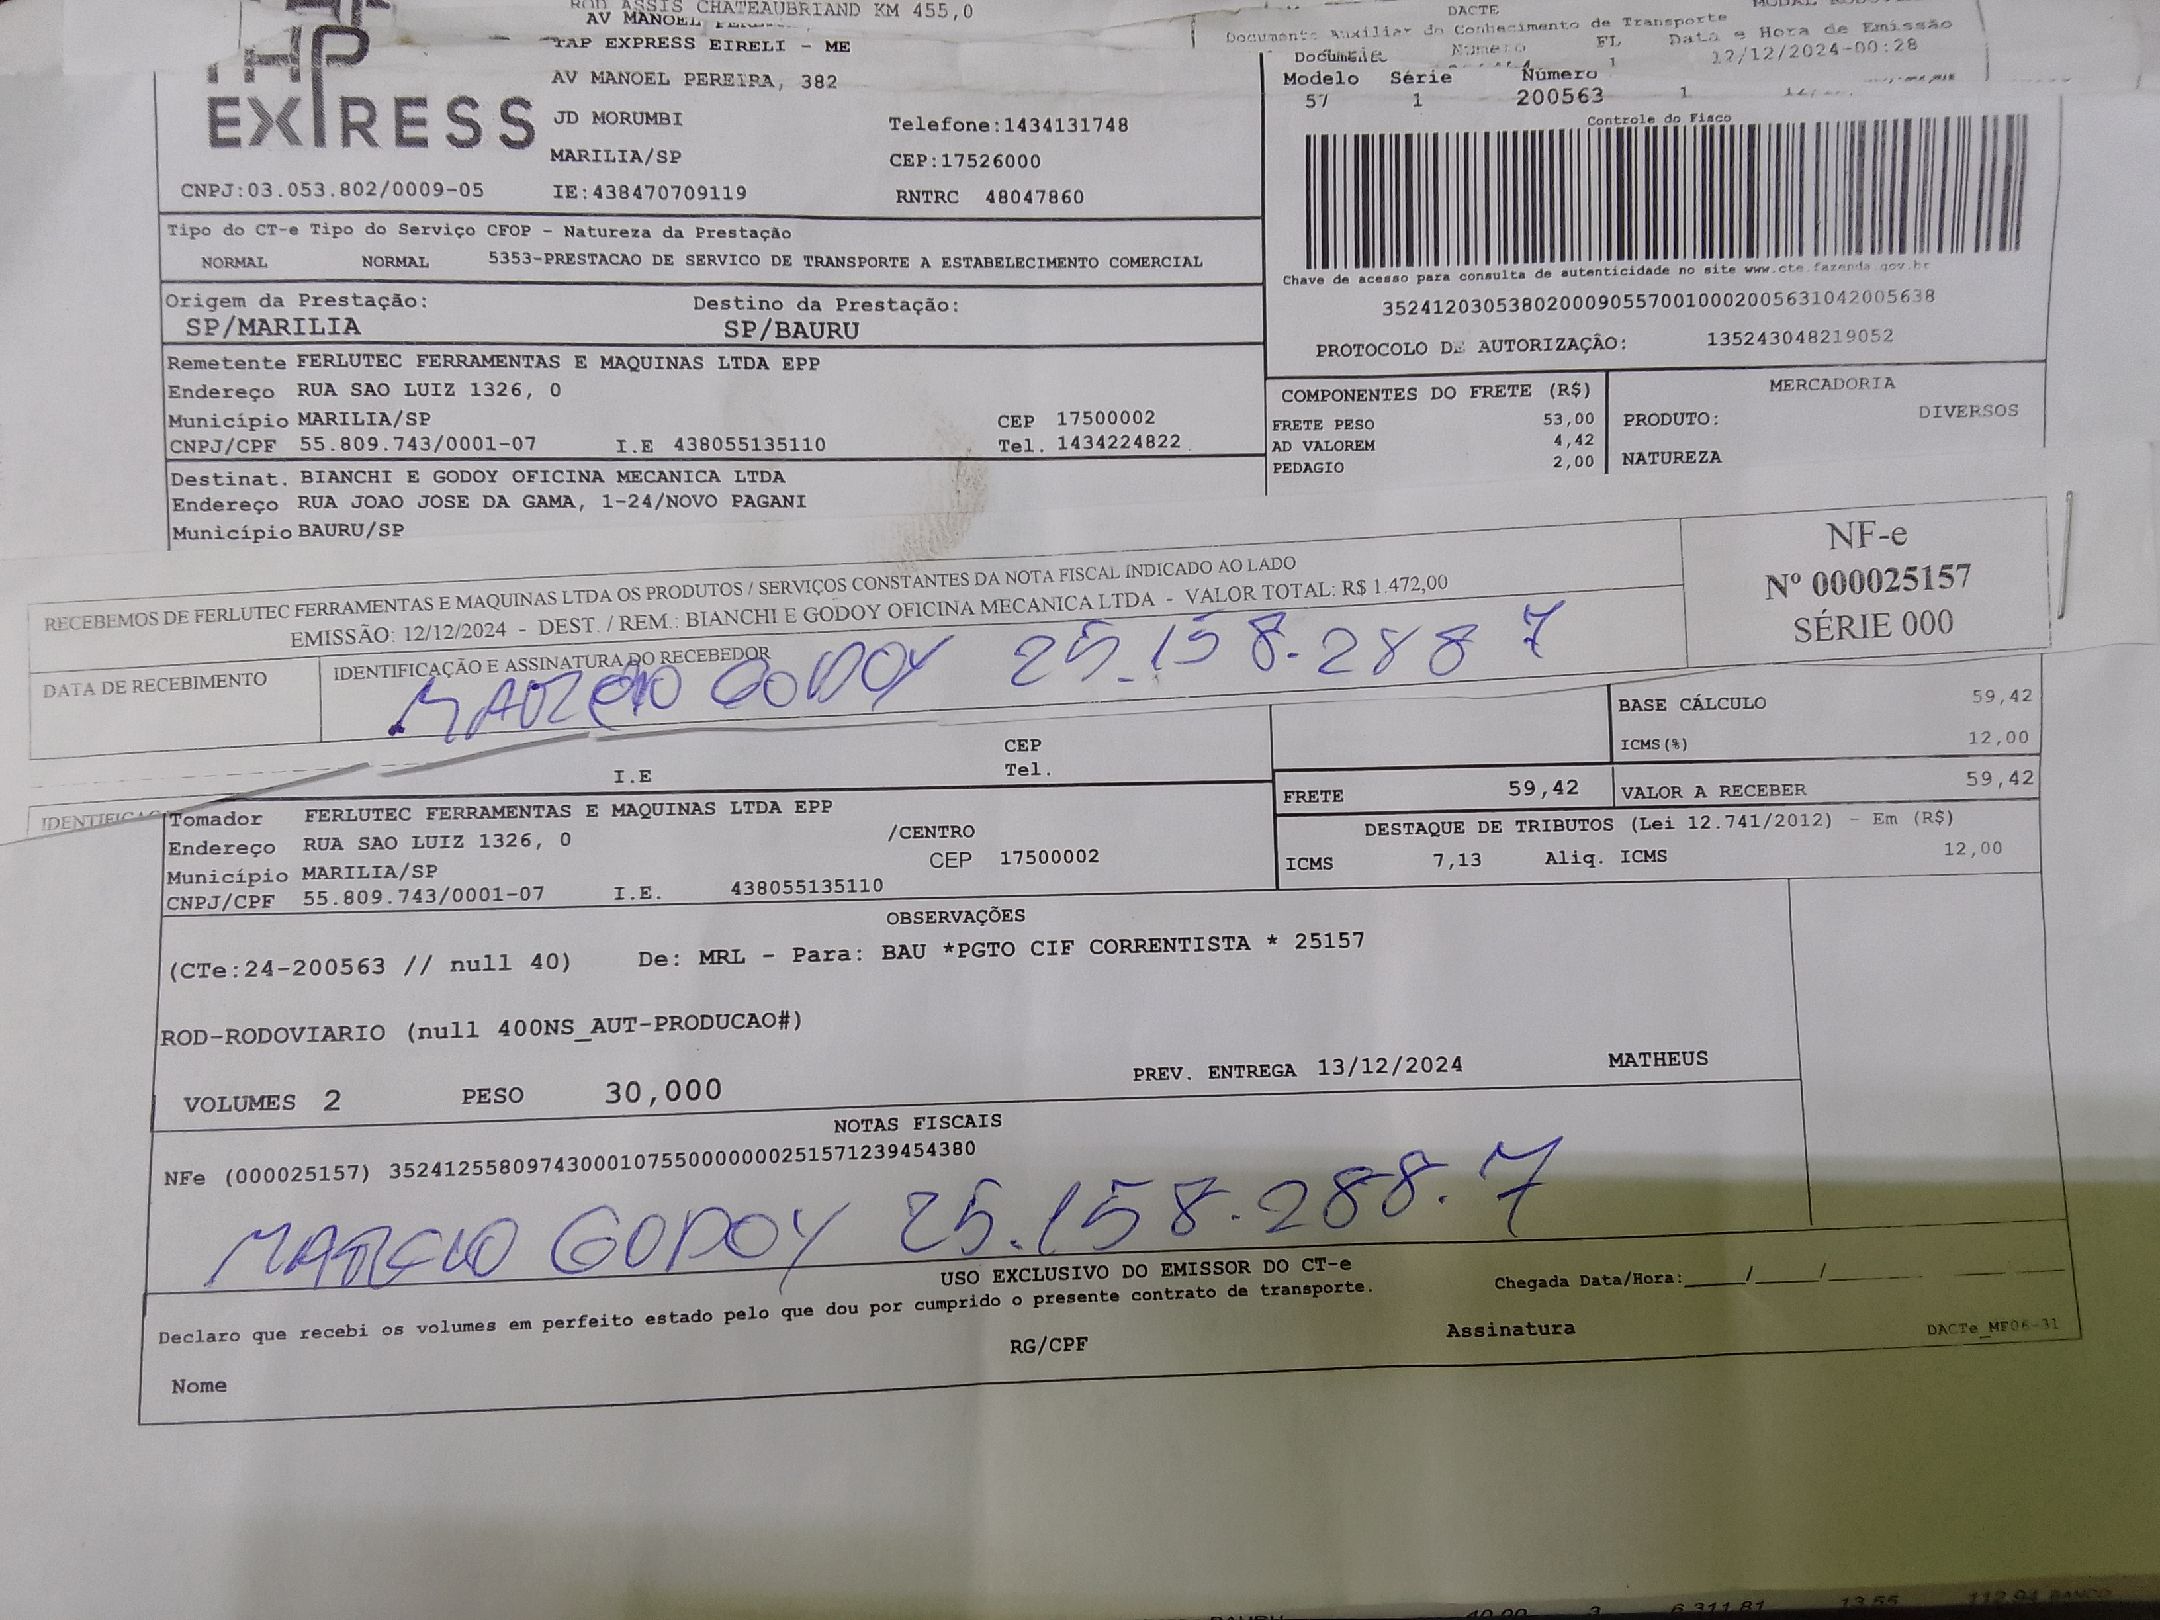 ROD ASSIS CHATEAUBRIAND KM 455,0
AV MANOEL
TAP EXPRESS EIRELI - ME
AV MANOEL PEREIRA, 382
JD MORUMBI
MARILIA/SP
Telefone:1434131748
CEP:17526000
EXPRESS
CNPJ:03.053.802/0009-05 IE:438470709119 RNTRC 48047860
DACTE
Documento Auxiliar do Conhecimento de Transporte
Número FL Data e Hora de Emissão
1 12/12/2024-00:28
Modelo Série Número
57 1 200563 1
Controle do Fisco
Chave de acesso para consulta de autenticidade no site www.cte.fazenda.gov.br
35241203053802000905570010002005631042005638
PROTOCOLO DE AUTORIZAÇÃO: 135243048219052
Tipo do CT-e Tipo do Serviço CFOP - Natureza da Prestação
NORMAL NORMAL 5353-PRESTACAO DE SERVICO DE TRANSPORTE A ESTABELECIMENTO COMERCIAL
Origem da Prestação: Destino da Prestação:
SP/MARILIA SP/BAURU
Remetente FERLUTEC FERRAMENTAS E MAQUINAS LTDA EPP
Endereço RUA SAO LUIZ 1326, 0
Município MARILIA/SP CEP 17500002
CNPJ/CPF 55.809.743/0001-07 I.E 438055135110 Tel. 1434224822
Destinat. BIANCHI E GODOY OFICINA MECANICA LTDA
Endereço RUA JOAO JOSE DA GAMA, 1-24/NOVO PAGANI
Município BAURU/SP
COMPONENTES DO FRETE (R$)
FRETE PESO 53,00
AD VALOREM 4,42
PEDAGIO 2,00
MERCADORIA
PRODUTO: DIVERSOS
NATUREZA
RECEBEMOS DE FERLUTEC FERRAMENTAS E MAQUINAS LTDA OS PRODUTOS / SERVIÇOS CONSTANTES DA NOTA FISCAL INDICADO AO LADO
EMISSÃO: 12/12/2024 - DEST. / REM.: BIANCHI E GODOY OFICINA MECANICA LTDA - VALOR TOTAL: R$ 1.472,00
NF-e
Nº 000025157
SÉRIE 000
DATA DE RECEBIMENTO
IDENTIFICAÇÃO E ASSINATURA DO RECEBEDOR
MARCIO GODOY 25.158.288 7
CEP
I.E Tel.
BASE CÁLCULO 59,42
ICMS(%) 12,00
FRETE 59,42 VALOR A RECEBER 59,42
Tomador FERLUTEC FERRAMENTAS E MAQUINAS LTDA EPP
Endereço RUA SAO LUIZ 1326, 0 /CENTRO
Município MARILIA/SP CEP 17500002
CNPJ/CPF 55.809.743/0001-07 I.E. 438055135110
DESTAQUE DE TRIBUTOS (Lei 12.741/2012) - Em (R$)
ICMS 7,13 Aliq. ICMS 12,00
OBSERVAÇÕES
(CTe:24-200563 // null 40) De: MRL - Para: BAU *PGTO CIF CORRENTISTA * 25157
ROD-RODOVIARIO (null 400NS_AUT-PRODUCAO#)
VOLUMES 2 PESO 30,000 PREV. ENTREGA 13/12/2024 MATHEUS
NOTAS FISCAIS
NFe (000025157) 35241255809743000107550000000251571239454380
MARCIO GODOY 25.158.288.7
USO EXCLUSIVO DO EMISSOR DO CT-e
Declaro que recebi os volumes em perfeito estado pelo que dou por cumprido o presente contrato de transporte.
Chegada Data/Hora:_____/_____/
Nome RG/CPF Assinatura
DACTe_MF06-31